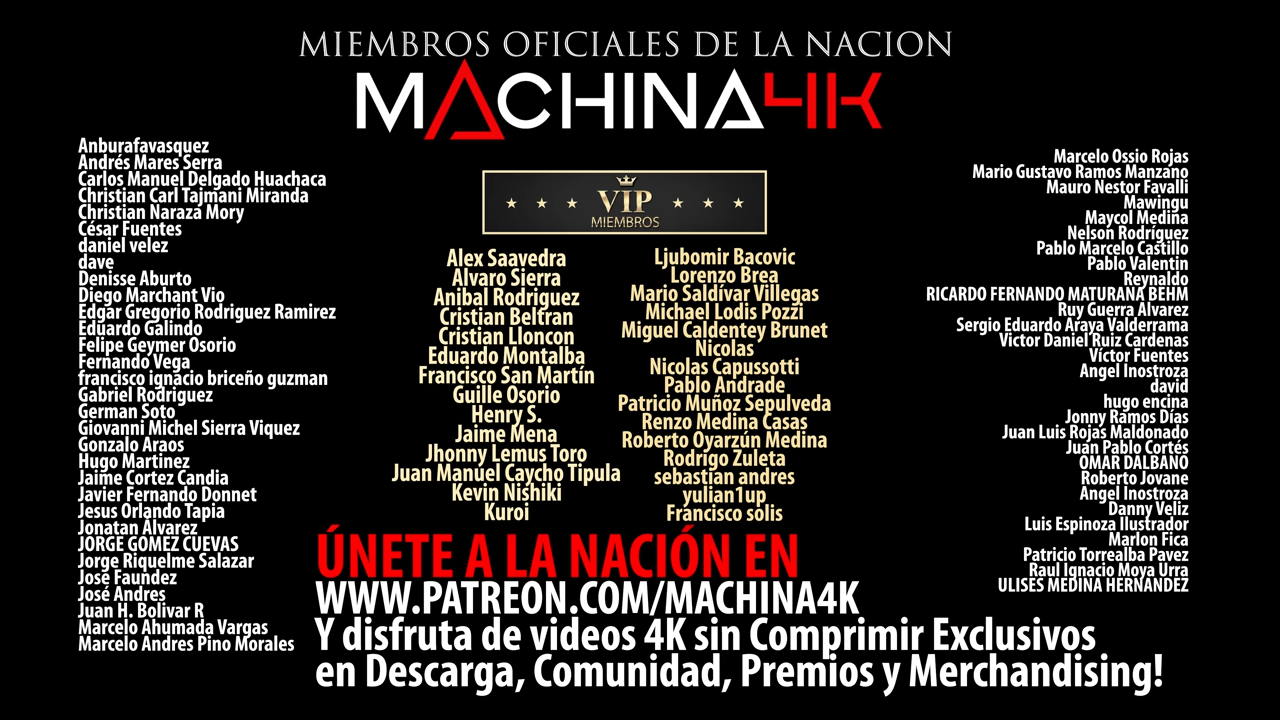 MIEMBROS OFICIALES DE LA NACION
MACHINA4K
Anburafavasquez
Andrés Mares Serra
Carlos Manuel Delgado Huachaca
Christian Carl Tajmani Miranda
Christian Naraza Mory
César Fuentes
daniel velez
dave
Denisse Aburto
Diego Marchant Vio
Edgar Gregorio Rodriguez Ramirez
Eduardo Galindo
Felipe Geymer Osorio
Fernando Vega
francisco ignacio briceño guzman
Gabriel Rodriguez
German Soto
Giovanni Michel Sierra Viquez
Gonzalo Araos
Hugo Martinez
Jaime Cortez Candia
Javier Fernando Donnet
Jesus Orlando Tapia
Jonatan Alvarez
JORGE GOMEZ CUEVAS
Jorge Riquelme Salazar
José Faundez
José Andres
Juan H. Bolivar R
Marcelo Ahumada Vargas
Marcelo Andres Pino Morales
VIP
MIEMBROS
Alex Saavedra
Alvaro Sierra
Anibal Rodriguez
Cristian Beltran
Cristian Lloncon
Eduardo Montalba
Francisco San Martín
Guille Osorio
Henry S.
Jaime Mena
Jhonny Lemus Toro
Juan Manuel Caycho Tipula
Kevin Nishiki
Kuroi
Ljubomir Bacovic
Lorenzo Brea
Mario Saldívar Villegas
Michael Lodis Pozzi
Miguel Caldentey Brunet
Nicolas
Nicolas Capussotti
Pablo Andrade
Patricio Muñoz Sepulveda
Renzo Medina Casas
Roberto Oyarzún Medina
Rodrigo Zuleta
sebastian andres
yulian1up
Francisco solis
Marcelo Ossio Rojas
Mario Gustavo Ramos Manzano
Mauro Nestor Favalli
Mawingu
Maycol Medina
Nelson Rodríguez
Pablo Marcelo Castillo
Pablo Valentin
Reynaldo
RICARDO FERNANDO MATURANA BEHM
Ruy Guerra Alvarez
Sergio Eduardo Araya Valderrama
Victor Daniel Ruiz Cardenas
Víctor Fuentes
Angel Inostroza
david
hugo encina
Jonny Ramos Días
Juan Luis Rojas Maldonado
Juan Pablo Cortés
OMAR DALBANO
Roberto Jovane
Angel Inostroza
Danny Veliz
Luis Espinoza Ilustrador
Marlon Fica
Patricio Torrealba Pavez
Raul Ignacio Moya Urra
ULISES MEDINA HERNANDEZ
ÚNETE A LA NACIÓN EN
WWW.PATREON.COM/MACHINA4K
Y disfruta de videos 4K sin Comprimir Exclusivos
en Descarga, Comunidad, Premios y Merchandising!